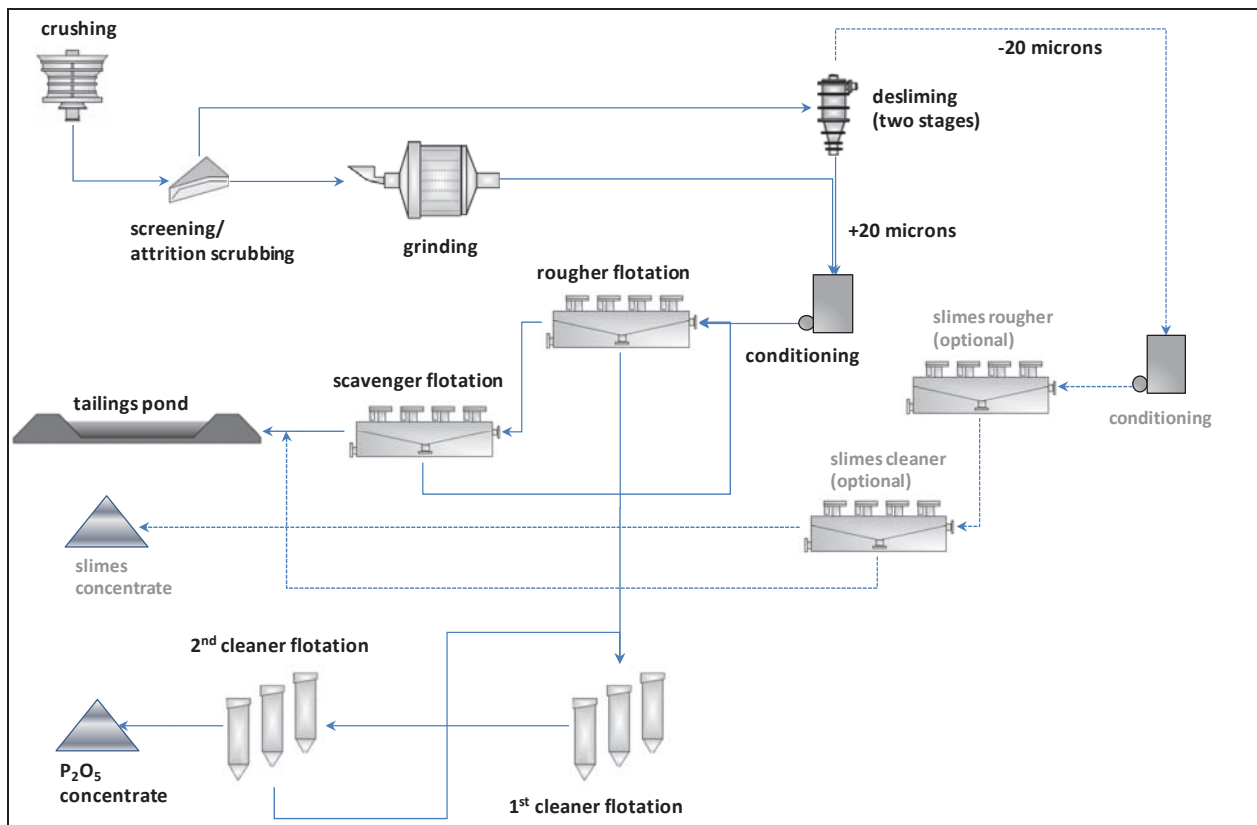 crushing
-20 microns
desliming
(two stages)
screening/
attrition scrubbing
grinding
+20 microns
rougher flotation
conditioning
slimes rougher
(optional)
conditioning
scavenger flotation
tailings pond
slimes cleaner
(optional)
slimes
concentrate
2nd cleaner flotation
P2O5
concentrate
1st cleaner flotation